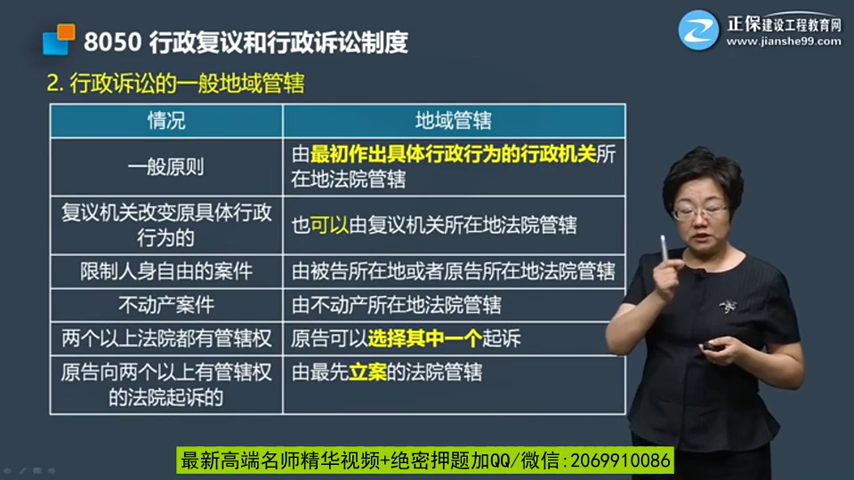 8050 行政复议和行政诉讼制度
正保建设工程教育网
www.jianshe99.com
2. 行政诉讼的一般地域管辖
情况
地域管辖
一般原则
由最初作出具体行政行为的行政机关所
在地法院管辖
复议机关改变原具体行政
行为的
也可以由复议机关所在地法院管辖
限制人身自由的案件
由被告所在地或者原告所在地法院管辖
不动产案件
由不动产所在地法院管辖
两个以上法院都有管辖权
原告可以选择其中一个起诉
原告向两个以上有管辖权
的法院起诉的
由最先立案的法院管辖
最新高端名师精华视频+绝密押题加QQ/微信:2069910086